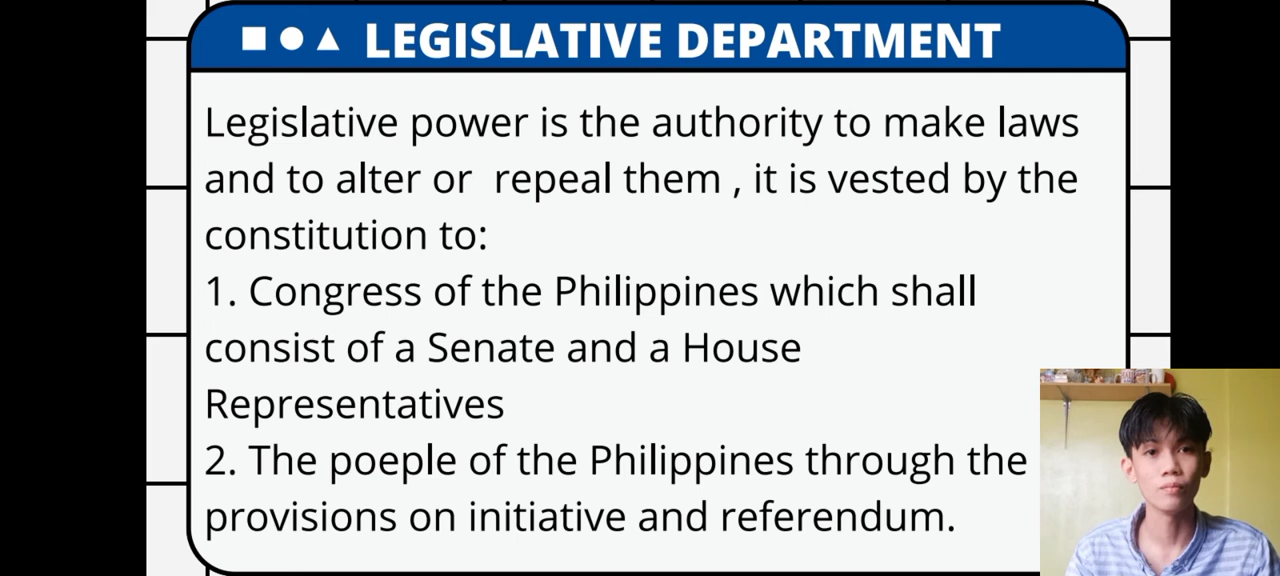 LEGISLATIVE DEPARTMENT
Legislative power is the authority to make laws
and to alter or  repeal them , it is vested by the
constitution to:
1. Congress of the Philippines which shall
consist of a Senate and a House
Representatives
2. The poeple of the Philippines through the
provisions on initiative and referendum.